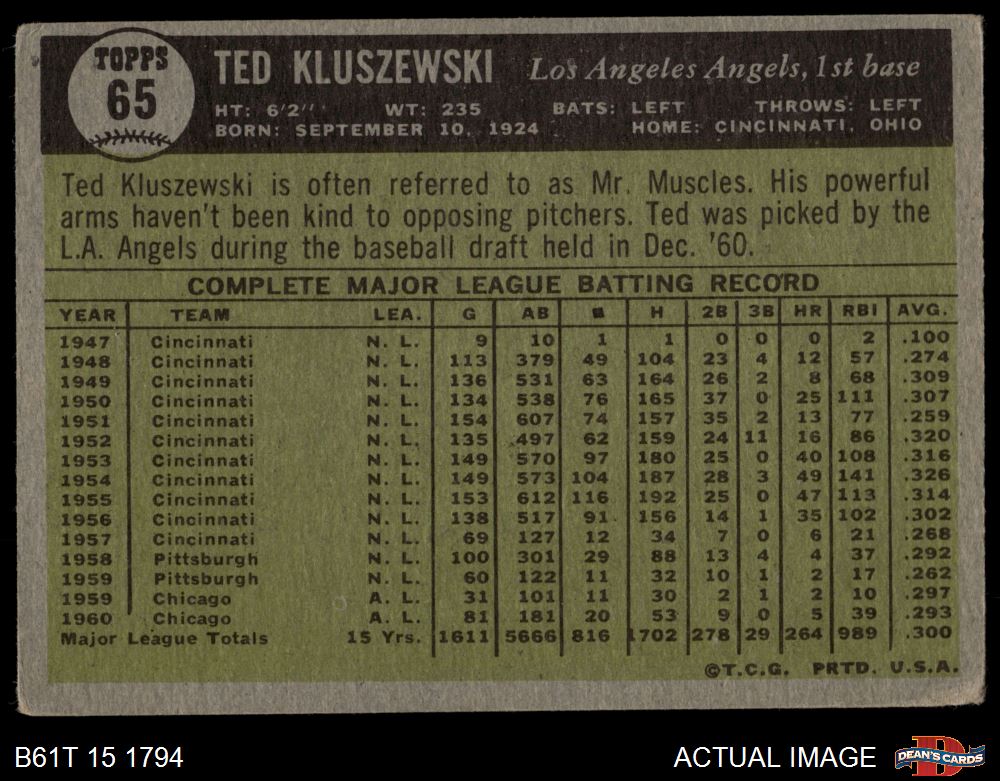 TOPPS
65
TED KLUSZEWSKI Los Angeles Angels, 1st base
HT: 6'2" WT: 235 BATS: LEFT THROWS: LEFT
BORN: SEPTEMBER 10, 1924 HOME: CINCINNATI, OHIO
Ted Kluszewski is often referred to as Mr. Muscles. His powerful
arms haven't been kind to opposing pitchers. Ted was picked by the
L.A. Angels during the baseball draft held in Dec. '60.
COMPLETE MAJOR LEAGUE BATTING RECORD
YEAR TEAM LEA. G AB H 2B 3B HR RBI AVG.
1947 Cincinnati N. L. 9 10 1 1 0 0 0 2 .100
1948 Cincinnati N. L. 113 379 49 104 23 4 12 57 .274
1949 Cincinnati N. L. 136 531 63 164 26 2 8 68 .309
1950 Cincinnati N. L. 134 538 76 165 37 0 25 111 .307
1951 Cincinnati N. L. 154 607 74 157 35 2 13 77 .259
1952 Cincinnati N. L. 135 497 62 159 24 11 16 86 .320
1953 Cincinnati N. L. 149 570 97 180 25 0 40 108 .316
1954 Cincinnati N. L. 149 573 104 187 28 3 49 141 .326
1955 Cincinnati N. L. 153 612 116 192 25 0 47 113 .314
1956 Cincinnati N. L. 138 517 91 156 14 1 35 102 .302
1957 Cincinnati N. L. 69 127 12 34 7 0 6 21 .268
1958 Pittsburgh N. L. 100 301 29 88 13 4 4 37 .292
1959 Pittsburgh N. L. 60 122 11 32 10 1 2 17 .262
1959 Chicago A. L. 31 101 11 30 2 1 2 10 .297
1960 Chicago A. L. 81 181 20 53 9 0 5 39 .293
Major League Totals 15 Yrs. 1611 5666 816 1702 278 29 264 989 .300
©T.C.G. PRTD. U.S.A.
B61T 15 1794 ACTUAL IMAGE DEAN'S CARDS